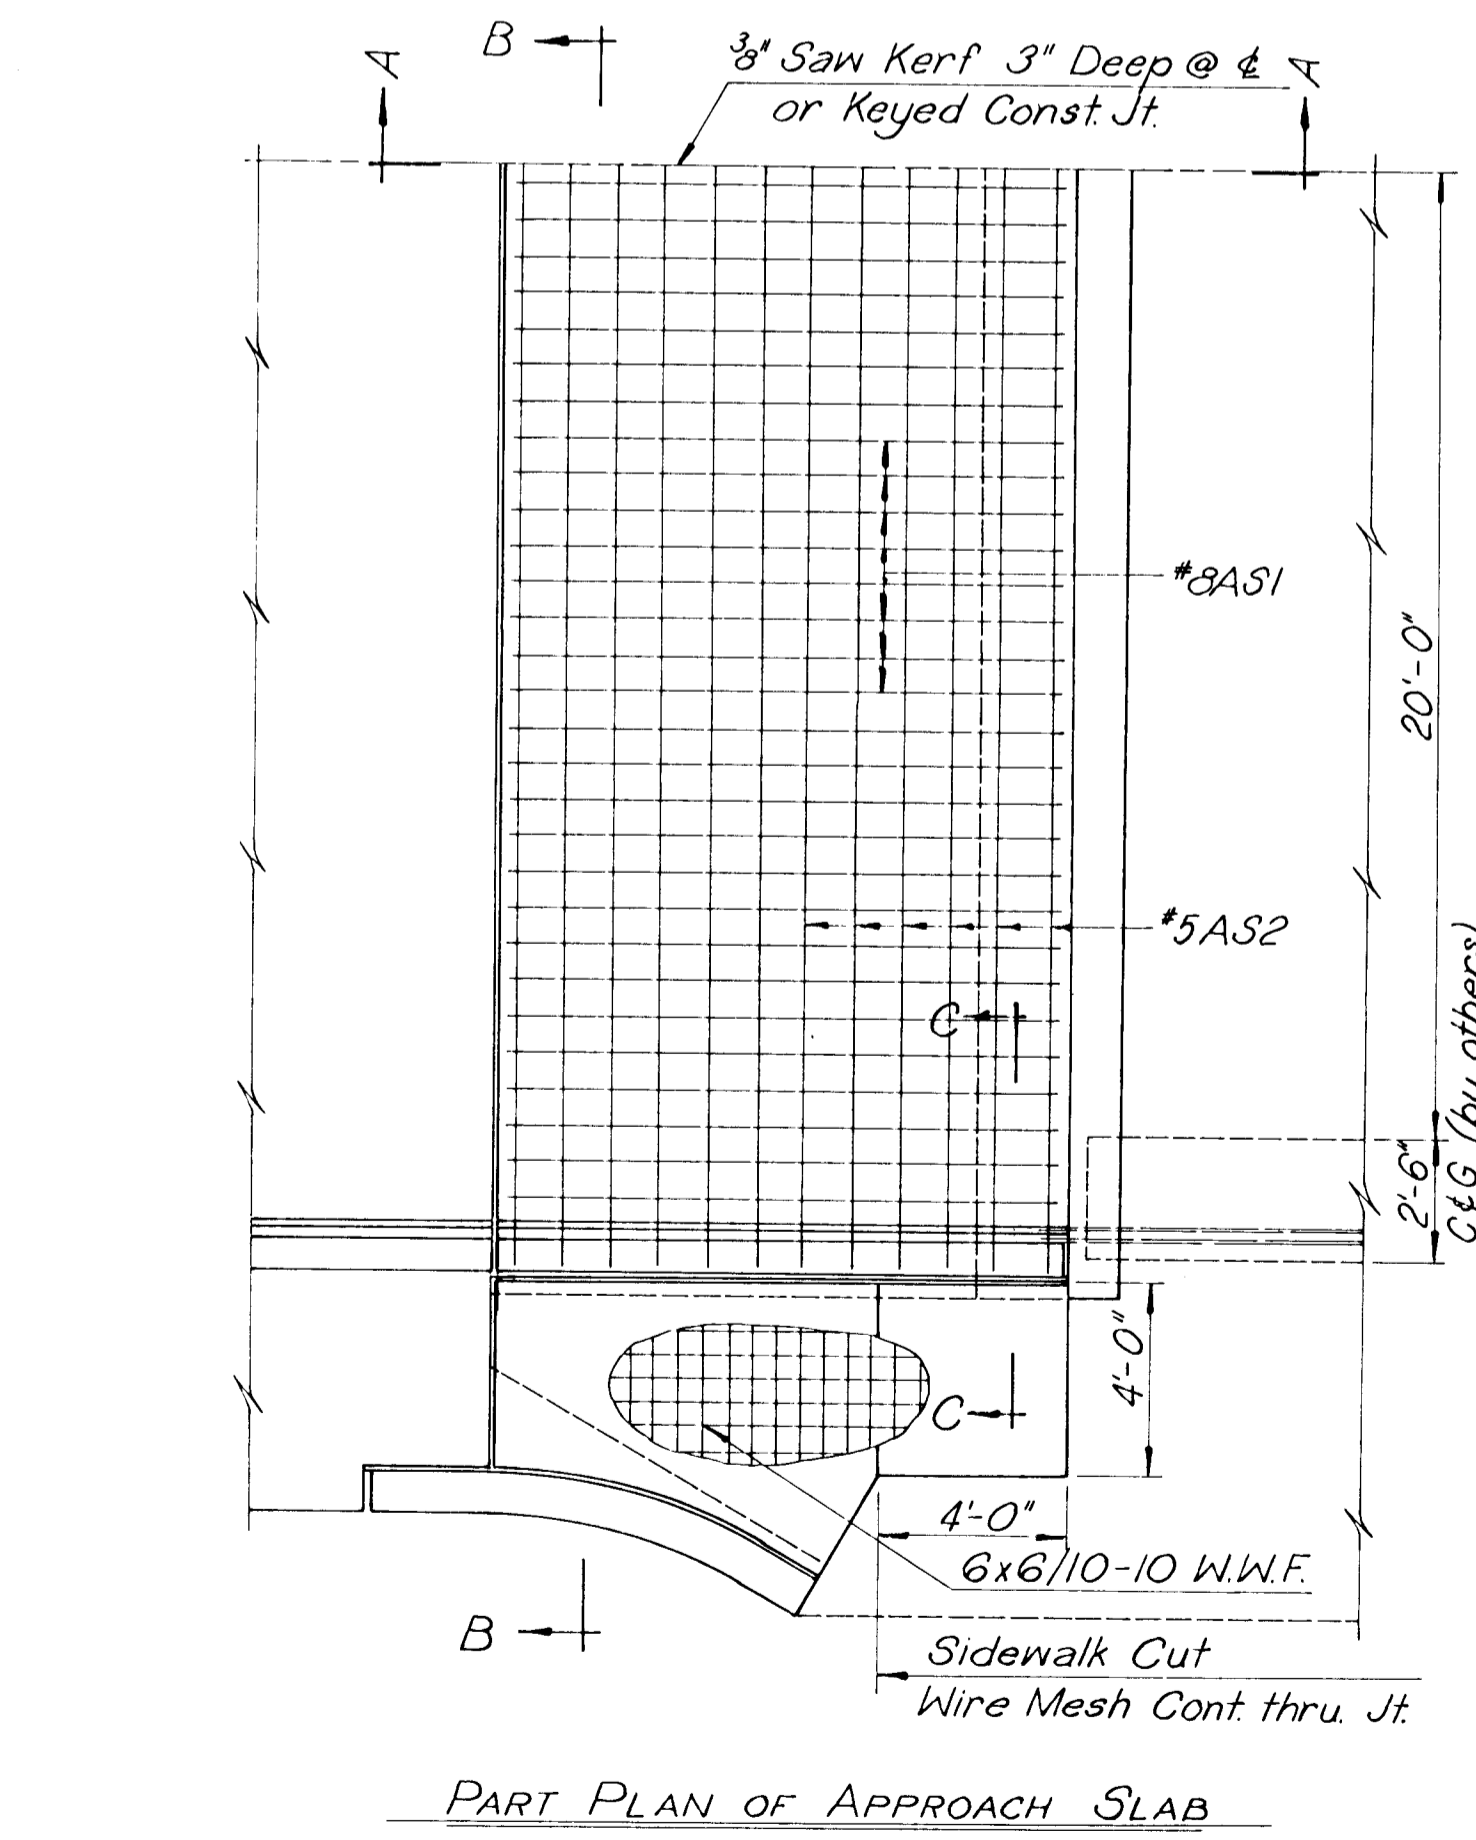 B
A
3/8" Saw Kerf 3" Deep @ ℄
A
or Keyed Const. Jt.
#8AS1
20'-0"
#5AS2
C
2'-6"
C&G (by others)
4'-0"
C
4'-0"
6x6/10-10 W.W.F.
B
Sidewalk Cut
Wire Mesh Cont. thru. Jt.
PART PLAN OF APPROACH SLAB